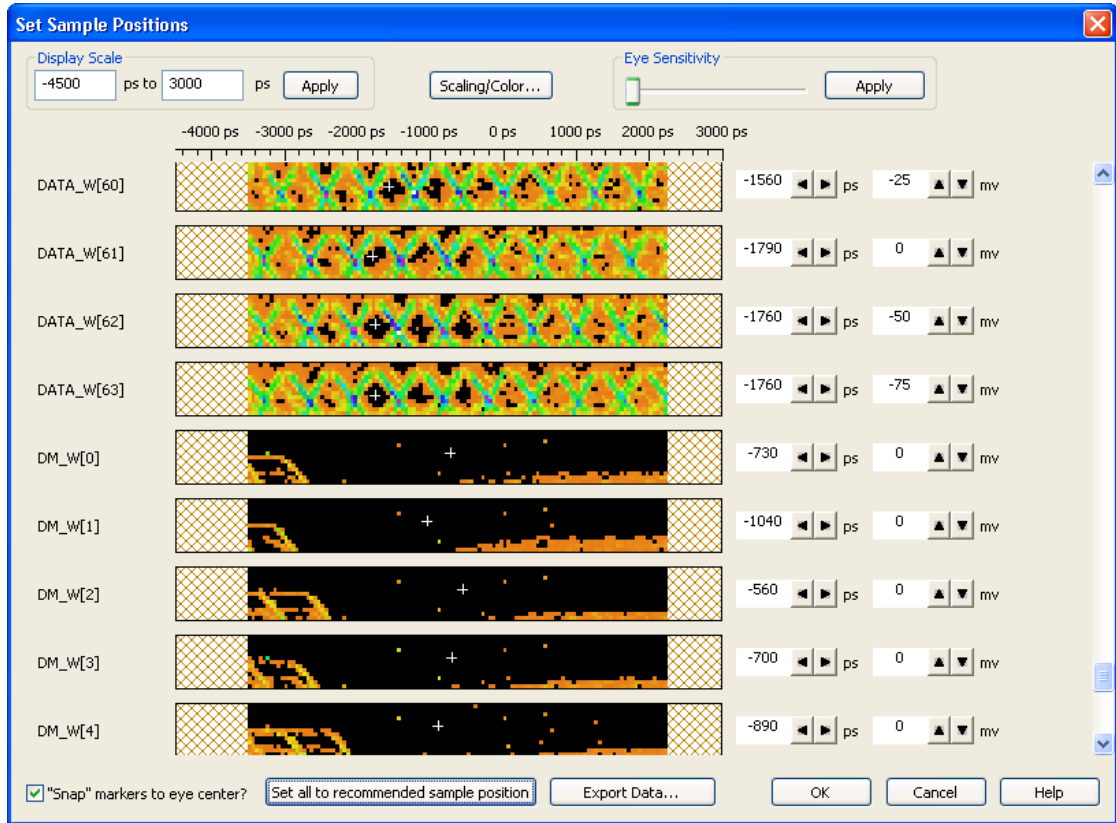 Set Sample Positions
Display Scale
Eye Sensitivity
-4500 ps to 3000 ps Apply Scaling/Color... Apply
-4000 ps -3000 ps -2000 ps -1000 ps 0 ps 1000 ps 2000 ps 3000 ps
DATA_W[60] -1560 ps -25 mv
DATA_W[61] -1790 ps 0 mv
DATA_W[62] -1760 ps -50 mv
DATA_W[63] -1760 ps -75 mv
DM_W[0] -730 ps 0 mv
DM_W[1] -1040 ps 0 mv
DM_W[2] -560 ps 0 mv
DM_W[3] -700 ps 0 mv
DM_W[4] -890 ps 0 mv
"Snap" markers to eye center? Set all to recommended sample position Export Data... OK Cancel Help